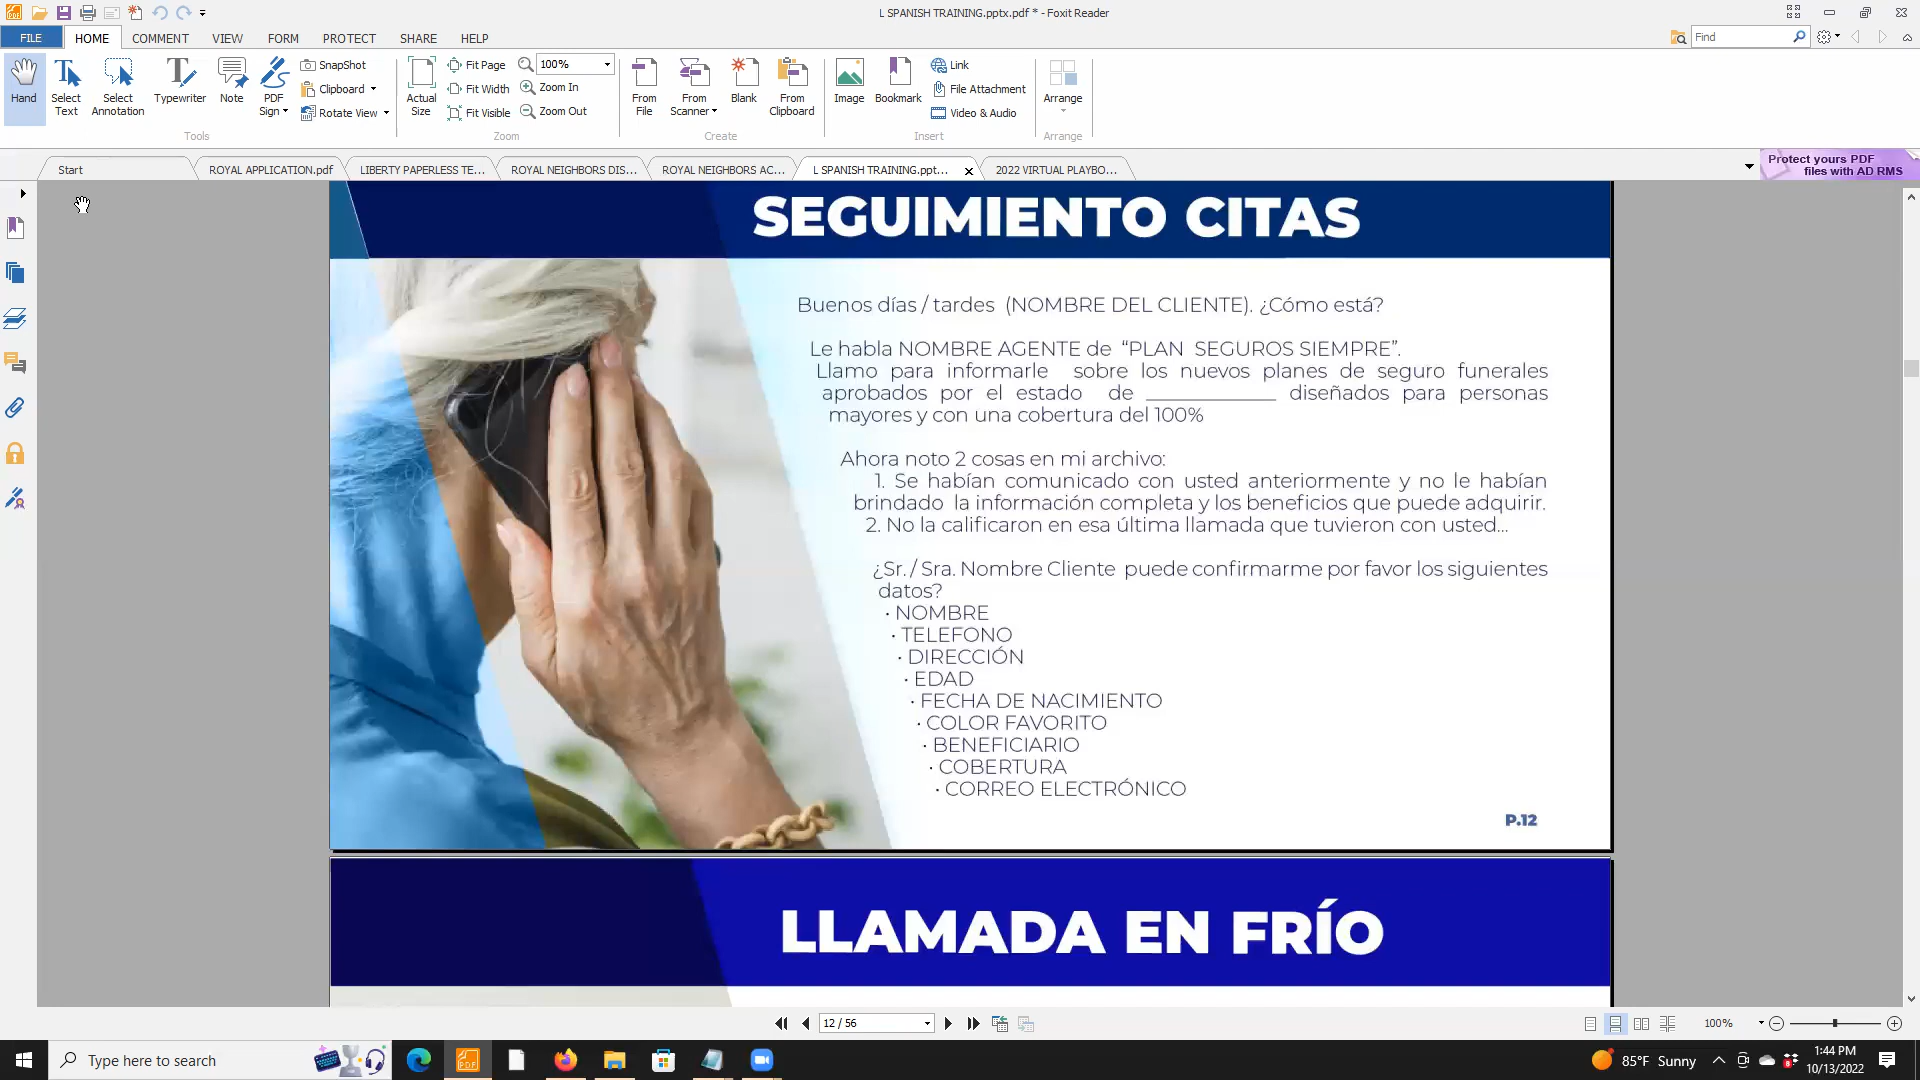 L SPANISH TRAINING.pptx.pdf * - Foxit Reader
FILE HOME COMMENT VIEW FORM PROTECT SHARE HELP
Find
Hand
Select Text
Select Annotation
Typewriter
Note
PDF Sign
SnapShot
Clipboard
Rotate View
Tools
Actual Size
Fit Page
Fit Width
Fit Visible
100%
Zoom In
Zoom Out
Zoom
From File
From Scanner
Blank
From Clipboard
Create
Image
Bookmark
Link
File Attachment
Video & Audio
Insert
Arrange
Arrange
Start
ROYAL APPLICATION.pdf
LIBERTY PAPERLESS TE...
ROYAL NEIGHBORS DIS...
ROYAL NEIGHBORS AC...
L SPANISH TRAINING.ppt...
2022 VIRTUAL PLAYBO...
Protect yours PDF
files with AD RMS
SEGUIMIENTO CITAS
Buenos días / tardes (NOMBRE DEL CLIENTE). ¿Cómo está?
Le habla NOMBRE AGENTE de “PLAN SEGUROS SIEMPRE”.
Llamo para informarle sobre los nuevos planes de seguro funerales
aprobados por el estado de ____________ diseñados para personas
mayores y con una cobertura del 100%
Ahora noto 2 cosas en mi archivo:
1. Se habían comunicado con usted anteriormente y no le habían
brindado la información completa y los beneficios que puede adquirir.
2. No la calificaron en esa última llamada que tuvieron con usted...
¿Sr. / Sra. Nombre Cliente puede confirmarme por favor los siguientes
datos?
· NOMBRE
· TELEFONO
· DIRECCIÓN
· EDAD
· FECHA DE NACIMIENTO
· COLOR FAVORITO
· BENEFICIARIO
· COBERTURA
· CORREO ELECTRÓNICO
P.12
LLAMADA EN FRÍO
12 / 56
100%
Type here to search
85°F Sunny
1:44 PM
10/13/2022